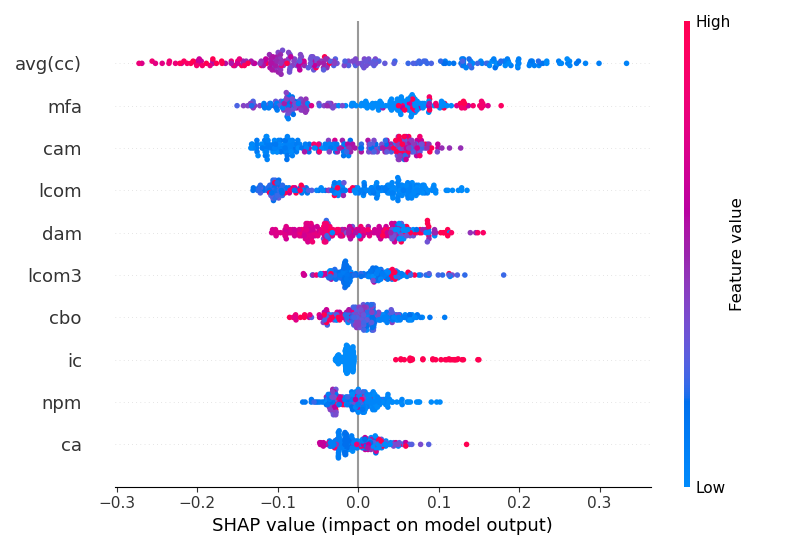 High
avg(cc)
mfa
cam
lcom
dam
lcom3
cbo
ic
npm
ca
Feature value
Low
−0.3 −0.2 −0.1 0.0 0.1 0.2 0.3
SHAP value (impact on model output)